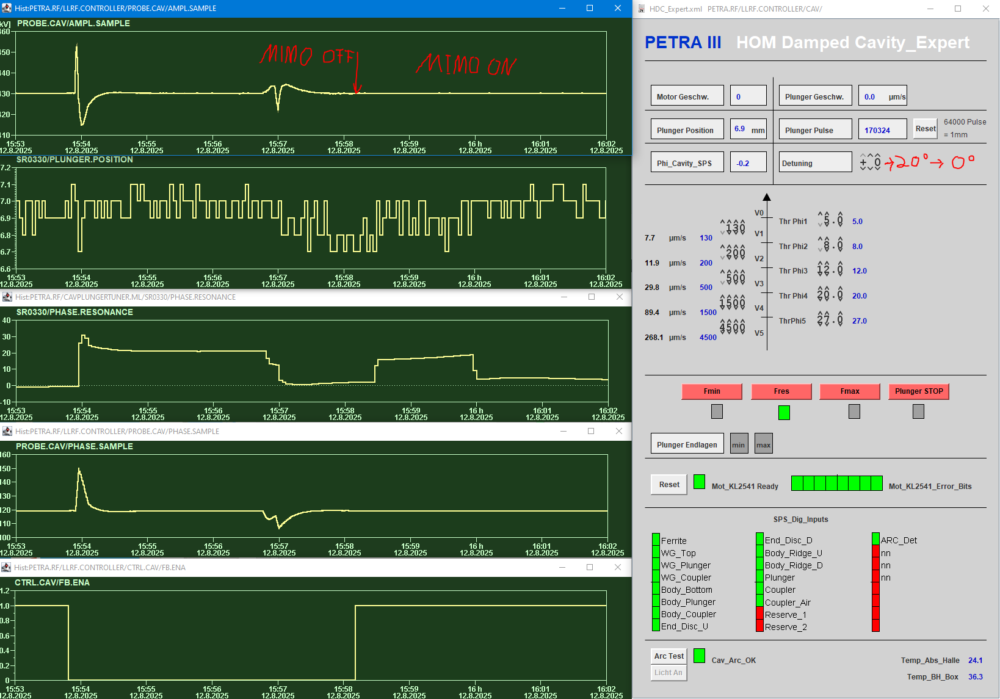 Hist:PETRA.RF/LLRF.CONTROLLER/PROBE.CAV/AMPL.SAMPLE
kV] PROBE.CAV/AMPL.SAMPLE
460
450
440
430
420
410
MIMO OFF
MIMO ON
15:53 15:54 15:55 15:56 15:57 15:58 15:59 16 h 16:01 16:02
12.8.2025 12.8.2025 12.8.2025 12.8.2025 12.8.2025 12.8.2025 12.8.2025 12.8.2025 12.8.2025 12.8.2025
SR0330/PLUNGER.POSITION
7.2
7.1
7.0
6.9
6.8
6.7
6.6
15:53 15:54 15:55 15:56 15:57 15:58 15:59 16 h 16:01 16:02
12.8.2025 12.8.2025 12.8.2025 12.8.2025 12.8.2025 12.8.2025 12.8.2025 12.8.2025 12.8.2025 12.8.2025
Hist:PETRA.RF/CAVPLUNGERTUNER.ML/SR0330/PHASE.RESONANCE
SR0330/PHASE.RESONANCE
40
30
20
10
0
-10
15:53 15:54 15:55 15:56 15:57 15:58 15:59 16 h 16:01 16:02
12.8.2025 12.8.2025 12.8.2025 12.8.2025 12.8.2025 12.8.2025 12.8.2025 12.8.2025 12.8.2025 12.8.2025
Hist:PETRA.RF/LLRF.CONTROLLER/PROBE.CAV/PHASE.SAMPLE
PROBE.CAV/PHASE.SAMPLE
160
150
140
130
120
110
100
15:53 15:54 15:55 15:56 15:57 15:58 15:59 16 h 16:01 16:02
12.8.2025 12.8.2025 12.8.2025 12.8.2025 12.8.2025 12.8.2025 12.8.2025 12.8.2025 12.8.2025 12.8.2025
Hist:PETRA.RF/LLRF.CONTROLLER/CTRL.CAV/FB.ENA
CTRL.CAV/FB.ENA
1.2
1.0
0.8
0.6
0.4
0.2
0
15:53 15:54 15:55 15:56 15:57 15:58 15:59 16 h 16:01 16:02
12.8.2025 12.8.2025 12.8.2025 12.8.2025 12.8.2025 12.8.2025 12.8.2025 12.8.2025 12.8.2025 12.8.2025
HDC_Expert.xml PETRA.RF/LLRF.CONTROLLER/CAV/
PETRA III HOM Damped Cavity_Expert
Motor Geschw. 0 Plunger Geschw. 0.0 µm/s
Plunger Position 6.9 mm Plunger Pulse 170324 Reset 64000 Pulse
= 1mm
Phi_Cavity_SPS -0.2 Detuning + 0 → 20° → 0°
V0
Thr Phi1 5.0 5.0
7.7 µm/s 130 130 V1
Thr Phi2 8.0 8.0
11.9 µm/s 200 200 V2
Thr Phi3 12.0 12.0
29.8 µm/s 500 500 V3
Thr Phi4 20.0 20.0
89.4 µm/s 1500 1500 V4
ThrPhi5 27.0 27.0
268.1 µm/s 4500 4500 V5
Fmin Fres Fmax Plunger STOP
Plunger Endlagen min max
Reset Mot_KL2541 Ready Mot_KL2541_Error_Bits
SPS_Dig_Inputs
Ferrite End_Disc_D ARC_Det
WG_Top Body_Ridge_U nn
WG_Plunger Body_Ridge_D nn
WG_Coupler Plunger nn
Body_Bottom Coupler
Body_Plunger Coupler_Air
Body_Coupler Reserve_1
End_Disc_U Reserve_2
Arc Test Cav_Arc_OK Temp_Abs_Halle 24.1
Licht An
Temp_BH_Box 36.3